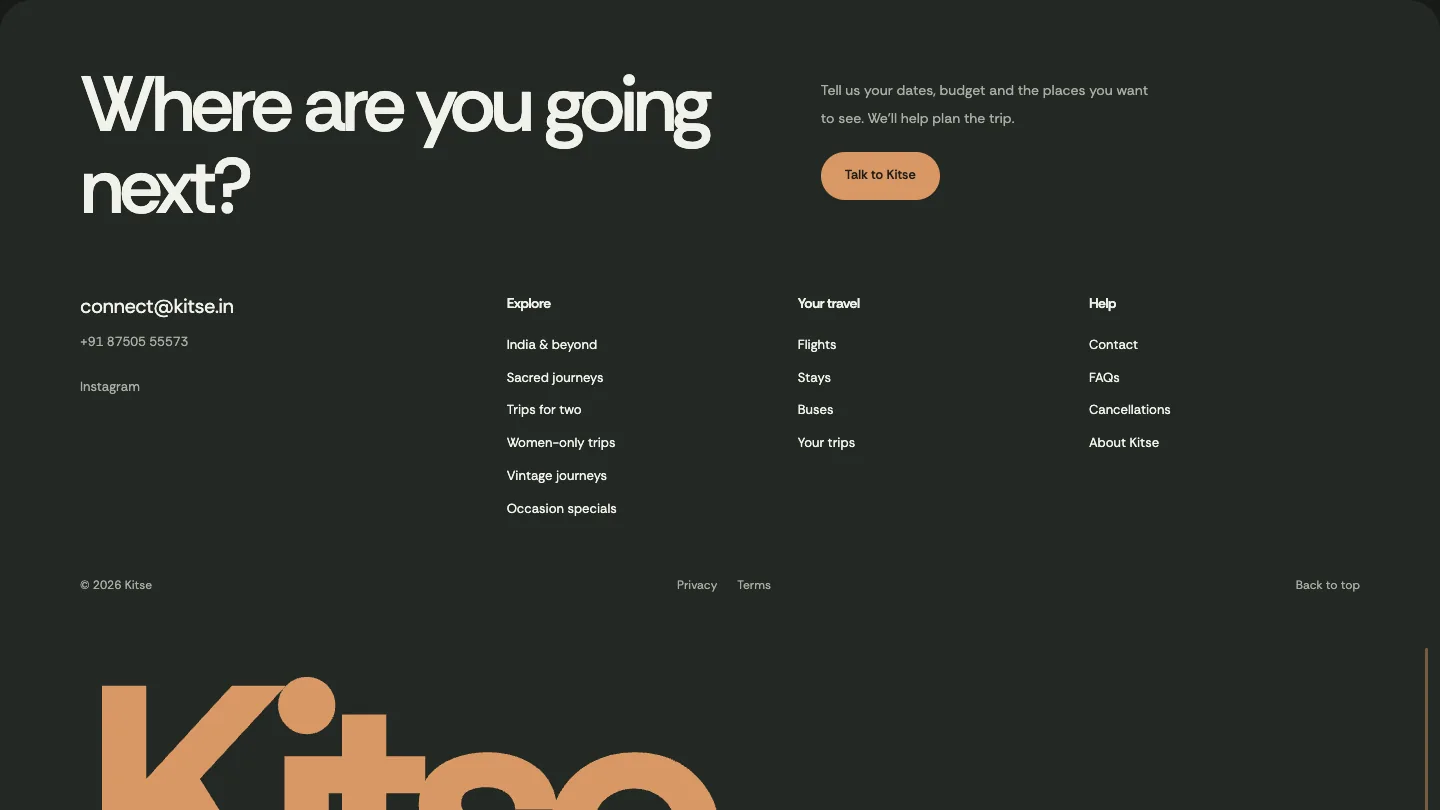 Where are you going
next?
Tell us your dates, budget and the places you want
to see. We'll help plan the trip.
Talk to Kitse
connect@kitse.in
+91 87505 55573
Instagram
Explore
India & beyond
Sacred journeys
Trips for two
Women-only trips
Vintage journeys
Occasion specials
Your travel
Flights
Stays
Buses
Your trips
Help
Contact
FAQs
Cancellations
About Kitse
© 2026 Kitse
Privacy
Terms
Back to top
Kitse